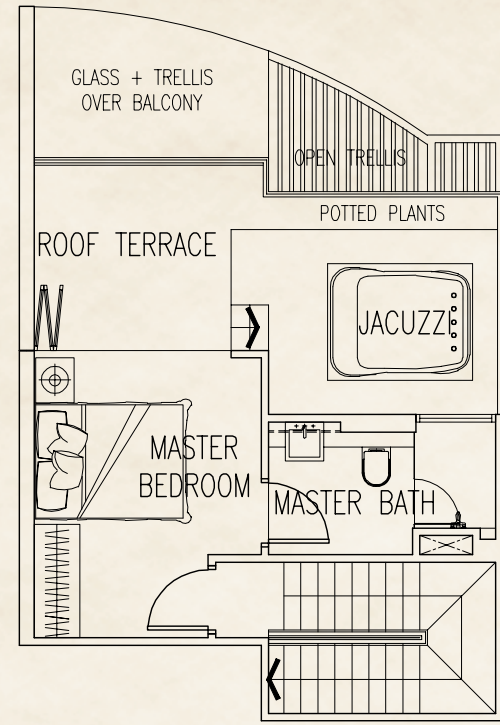 GLASS + TRELLIS
OVER BALCONY
OPEN TRELLIS
POTTED PLANTS
ROOF TERRACE
JACUZZI
MASTER
BEDROOM
MASTER BATH